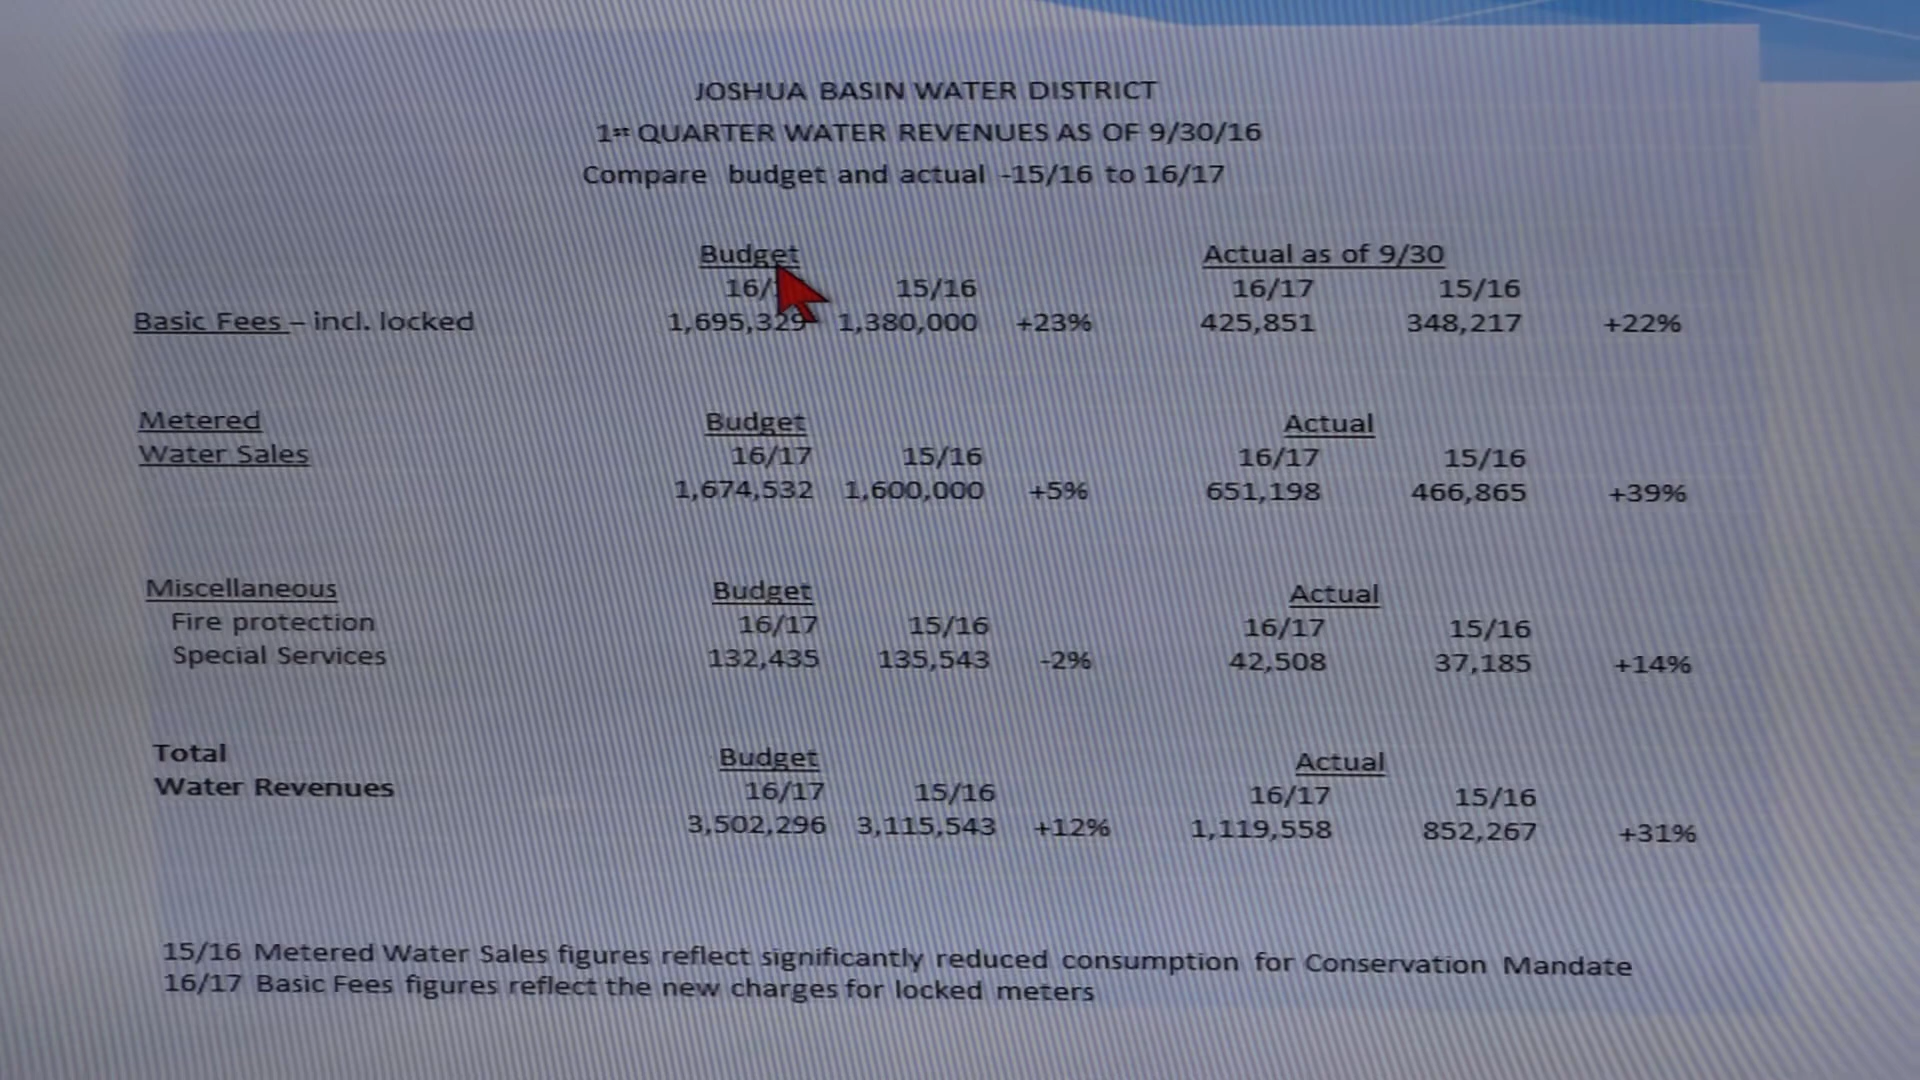 JOSHUA BASIN WATER DISTRICT
1st QUARTER WATER REVENUES AS OF 9/30/16
Compare budget and actual -15/16 to 16/17
Budget Actual as of 9/30
16/ 15/16 16/17 15/16
Basic Fees – incl. locked 1,695,329 1,380,000 +23% 425,851 348,217 +22%
Metered Budget Actual
Water Sales 16/17 15/16 16/17 15/16
1,674,532 1,600,000 +5% 651,198 466,865 +39%
Miscellaneous Budget Actual
Fire protection 16/17 15/16 16/17 15/16
Special Services 132,435 135,543 -2% 42,508 37,185 +14%
Total Budget Actual
Water Revenues 16/17 15/16 16/17 15/16
3,502,296 3,115,543 +12% 1,119,558 852,267 +31%
15/16 Metered Water Sales figures reflect significantly reduced consumption for Conservation Mandate
16/17 Basic Fees figures reflect the new charges for locked meters